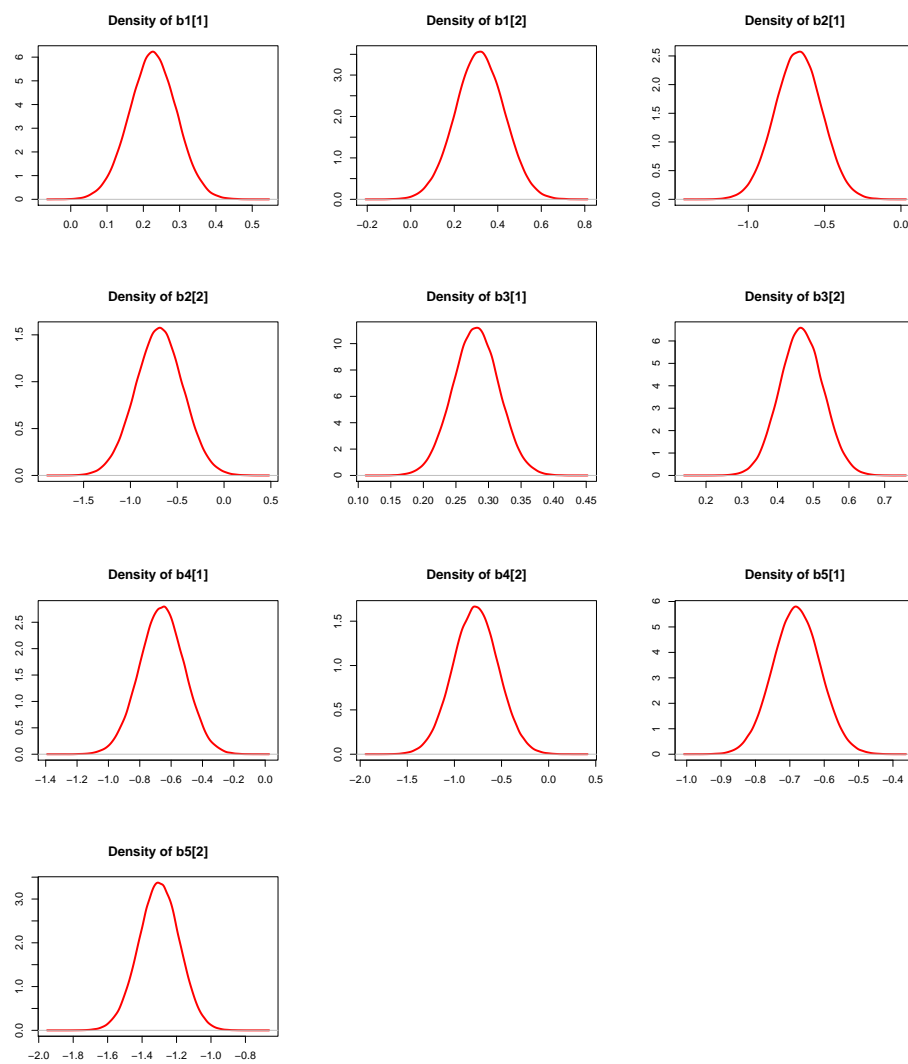 Density of b1[1]
0 1 2 3 4 5 6
0.0 0.1 0.2 0.3 0.4 0.5
Density of b1[2]
0.0 1.0 2.0 3.0
−0.2 0.0 0.2 0.4 0.6 0.8
Density of b2[1]
0.0 0.5 1.0 1.5 2.0 2.5
−1.0 −0.5 0.0
Density of b2[2]
0.0 0.5 1.0 1.5
−1.5 −1.0 −0.5 0.0 0.5
Density of b3[1]
0 2 4 6 8 10
0.10 0.15 0.20 0.25 0.30 0.35 0.40 0.45
Density of b3[2]
0 1 2 3 4 5 6
0.2 0.3 0.4 0.5 0.6 0.7
Density of b4[1]
0.0 0.5 1.0 1.5 2.0 2.5
−1.4 −1.2 −1.0 −0.8 −0.6 −0.4 −0.2 0.0
Density of b4[2]
0.0 0.5 1.0 1.5
−2.0 −1.5 −1.0 −0.5 0.0 0.5
Density of b5[1]
0 1 2 3 4 5 6
−1.0 −0.9 −0.8 −0.7 −0.6 −0.5 −0.4
Density of b5[2]
0.0 1.0 2.0 3.0
−2.0 −1.8 −1.6 −1.4 −1.2 −1.0 −0.8